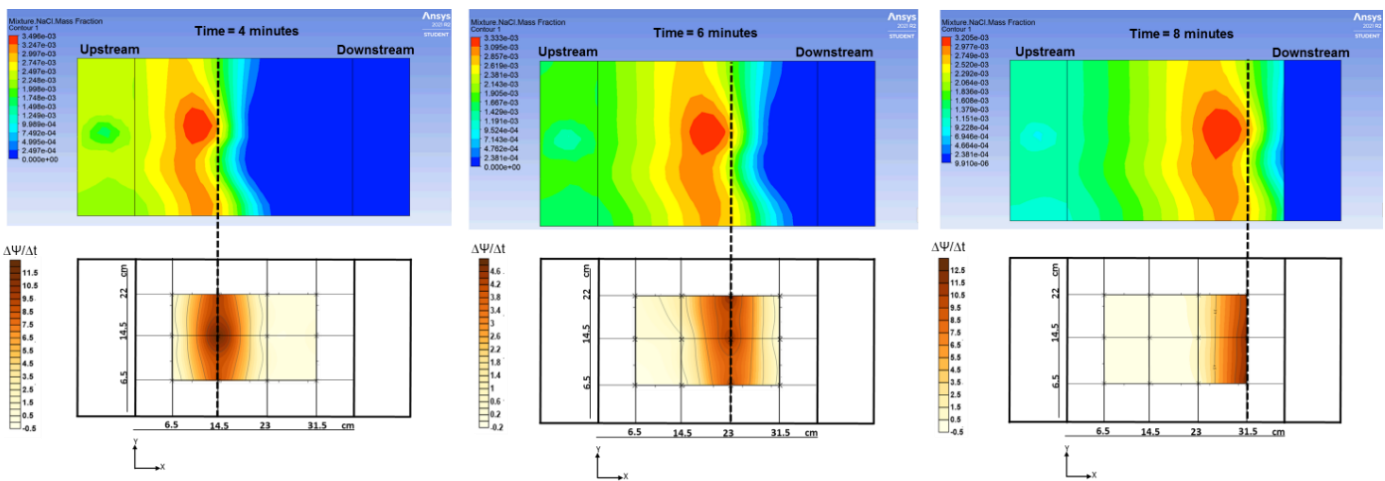 Mixture.NaCl.Mass Fraction
Contour 1
3.496e-03
3.247e-03
2.997e-03
2.747e-03
2.497e-03
2.248e-03
1.998e-03
1.748e-03
1.498e-03
1.249e-03
9.989e-04
7.492e-04
4.995e-04
2.497e-04
0.000e+00
Time = 4 minutes
Upstream
Downstream
Ansys
2021 R2
STUDENT
Mixture.NaCl.Mass Fraction
Contour 1
3.333e-03
3.095e-03
2.857e-03
2.619e-03
2.381e-03
2.143e-03
1.905e-03
1.667e-03
1.429e-03
1.191e-03
9.524e-04
7.143e-04
4.762e-04
2.381e-04
0.000e+00
Time = 6 minutes
Upstream
Downstream
Ansys
2021 R2
STUDENT
Mixture.NaCl.Mass Fraction
Contour 1
3.205e-03
2.977e-03
2.749e-03
2.520e-03
2.292e-03
2.064e-03
1.836e-03
1.608e-03
1.379e-03
1.151e-03
9.228e-04
6.946e-04
4.664e-04
2.381e-04
9.910e-06
Time = 8 minutes
Upstream
Downstream
Ansys
2021 R2
STUDENT
ΔΨ/Δt
11.5
10.5
9.5
8.5
7.5
6.5
5.5
4.5
3.5
2.5
1.5
0.5
-0.5
cm
22
14.5
6.5
6.5 14.5 23 31.5 cm
Y
X
ΔΨ/Δt
4.6
4.2
3.8
3.4
3
2.6
2.2
1.8
1.4
1
0.6
0.2
-0.2
cm
22
14.5
6.5
6.5 14.5 23 31.5 cm
Y
X
ΔΨ/Δt
12.5
11.5
10.5
9.5
8.5
7.5
6.5
5.5
4.5
3.5
2.5
1.5
0.5
-0.5
cm
22
14.5
6.5
6.5 14.5 23 31.5 cm
Y
X